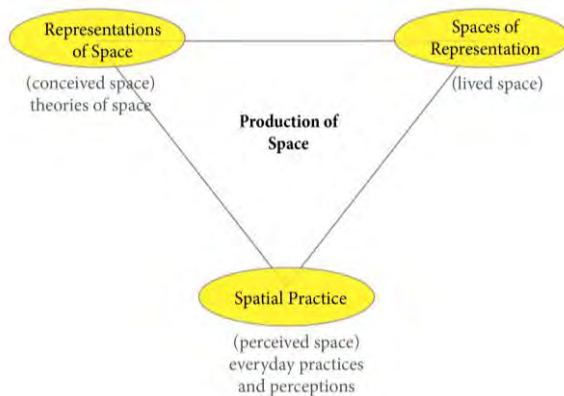 Representations
of Space
(conceived space)
theories of space
Spaces of
Representation
(lived space)
Production of
Space
Spatial Practice
(perceived space)
everyday practices
and perceptions